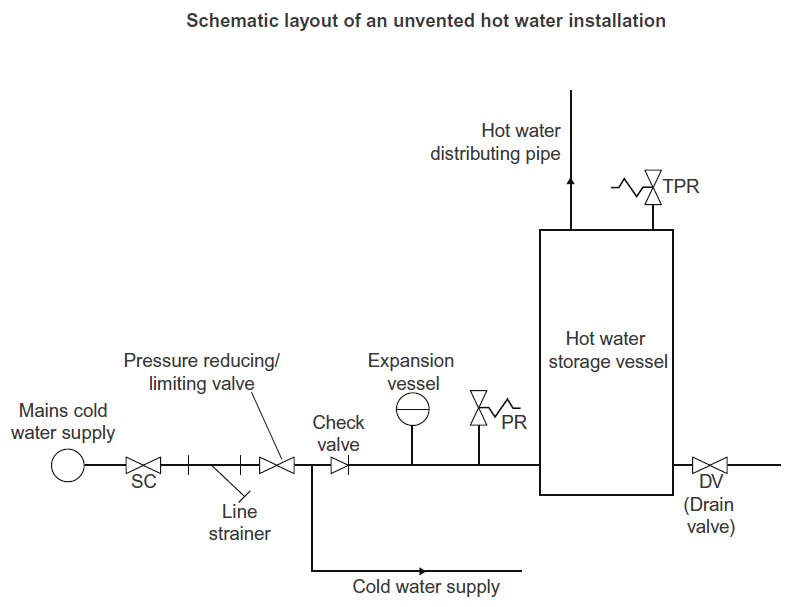 Schematic layout of an unvented hot water installation
Hot water
distributing pipe
TPR
Hot water
storage vessel
Pressure reducing/
limiting valve
Expansion
vessel
Mains cold
water supply
Check
valve
PR
SC
DV
(Drain
valve)
Line
strainer
Cold water supply